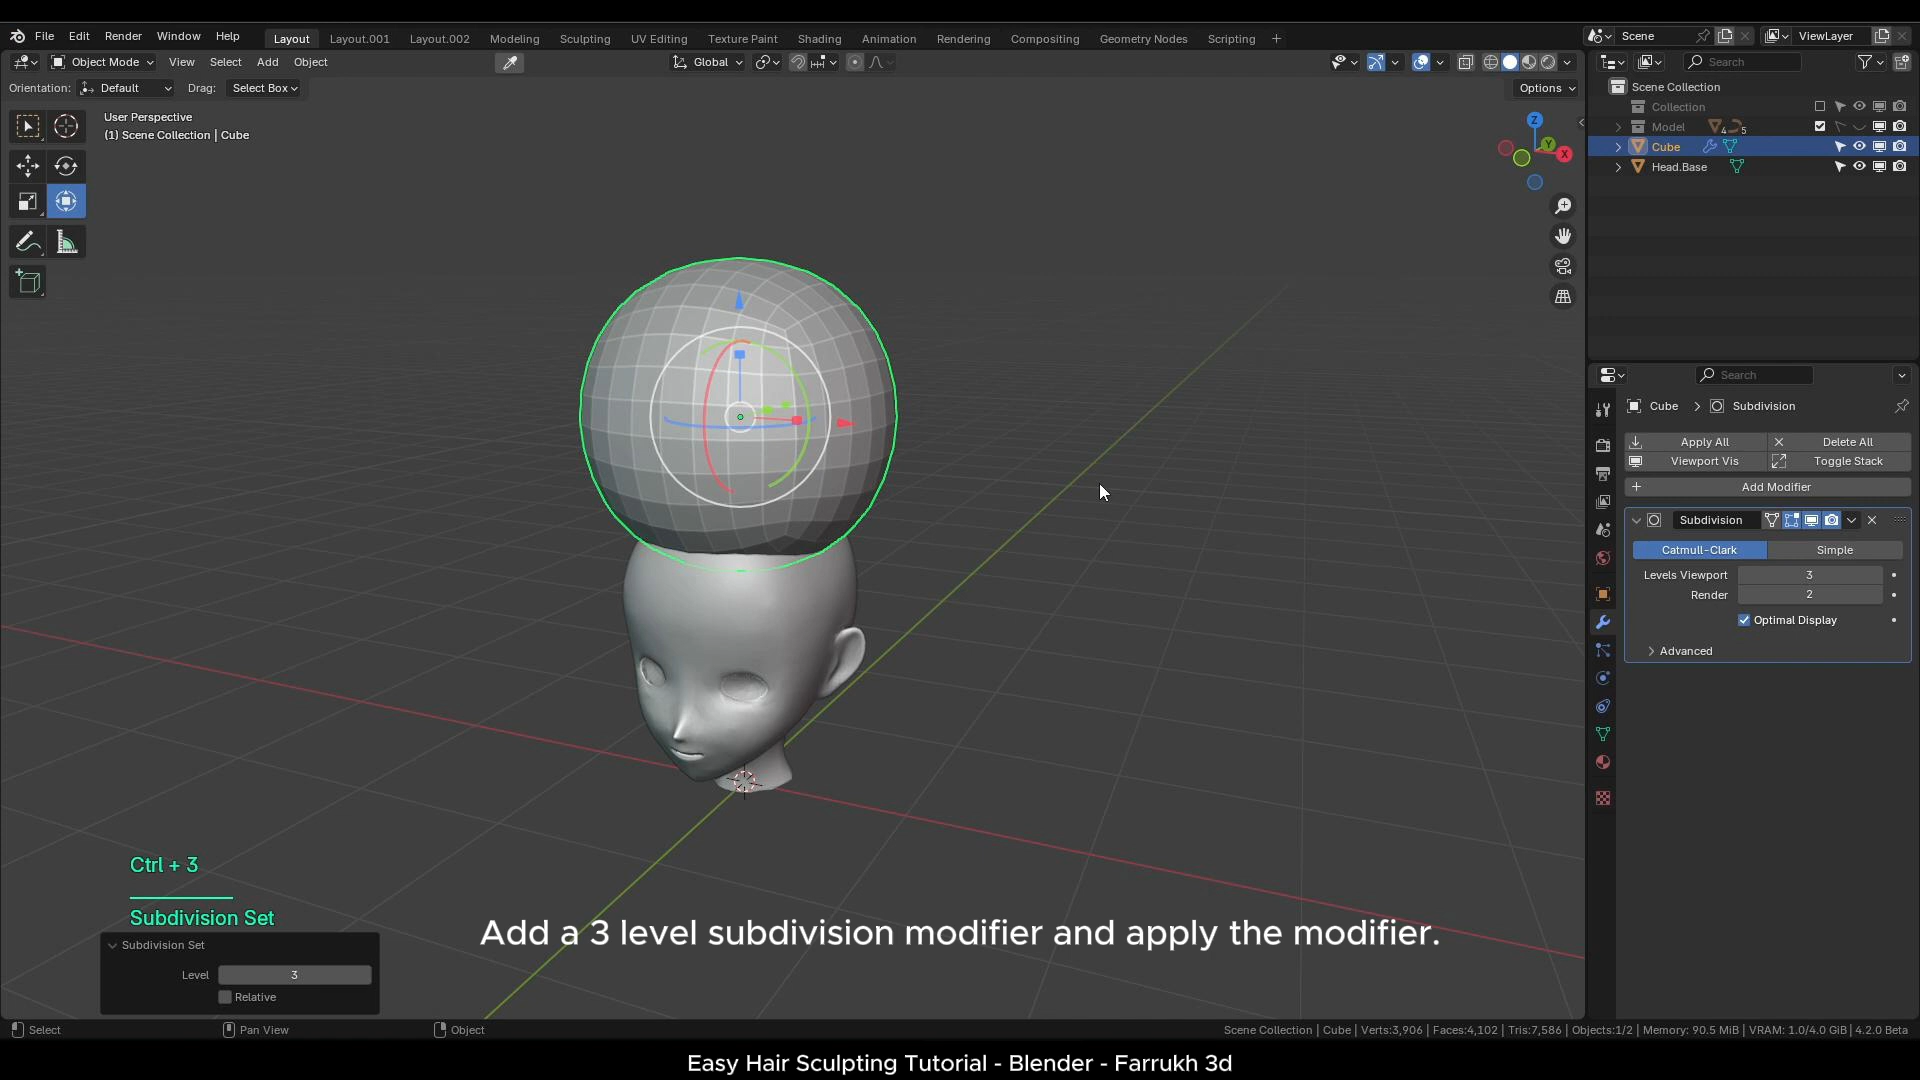 File Edit Render Window Help Layout Layout.001 Layout.002 Modeling Sculpting UV Editing Texture Paint Shading Animation Rendering Compositing Geometry Nodes Scripting + Scene ViewLayer
Object Mode View Select Add Object Global Search
Orientation: Default Drag: Select Box Options
User Perspective
(1) Scene Collection | Cube
Z
Y
X
Scene Collection
Collection
Model 4 5
Cube
Head.Base
Search
Cube > Subdivision
Apply All Delete All
Viewport Vis Toggle Stack
Add Modifier
Subdivision
Catmull-Clark Simple
Levels Viewport 3
Render 2
Optimal Display
Advanced
Ctrl + 3
Subdivision Set
Subdivision Set
Level 3
Relative
Add a 3 level subdivision modifier and apply the modifier.
Select Pan View Object Scene Collection | Cube | Verts:3,906 | Faces:4,102 | Tris:7,586 | Objects:1/2 | Memory: 90.5 MiB | VRAM: 1.0/4.0 GiB | 4.2.0 Beta
Easy Hair Sculpting Tutorial - Blender - Farrukh 3d